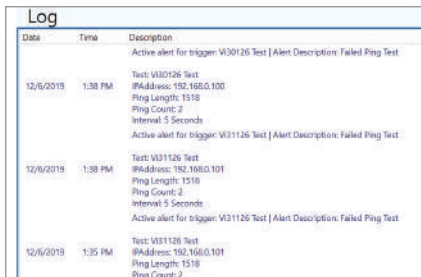 Log
Date Time Description
Active alert for trigger: Vi30126 Test | Alert Description: Failed Ping Test
Test: Vi30126 Test
12/6/2019 1:38 PM IPAddress: 192.168.0.100
Ping Length: 1518
Ping Count: 2
Interval: 5 Seconds
Active alert for trigger: Vi31126 Test | Alert Description: Failed Ping Test
Test: Vi31126 Test
12/6/2019 1:38 PM IPAddress: 192.168.0.101
Ping Length: 1518
Ping Count: 2
Interval: 5 Seconds
Active alert for trigger: Vi31126 Test | Alert Description: Failed Ping Test
Test: Vi31126 Test
12/6/2019 1:35 PM IPAddress: 192.168.0.101
Ping Length: 1518
Ping Count: 2